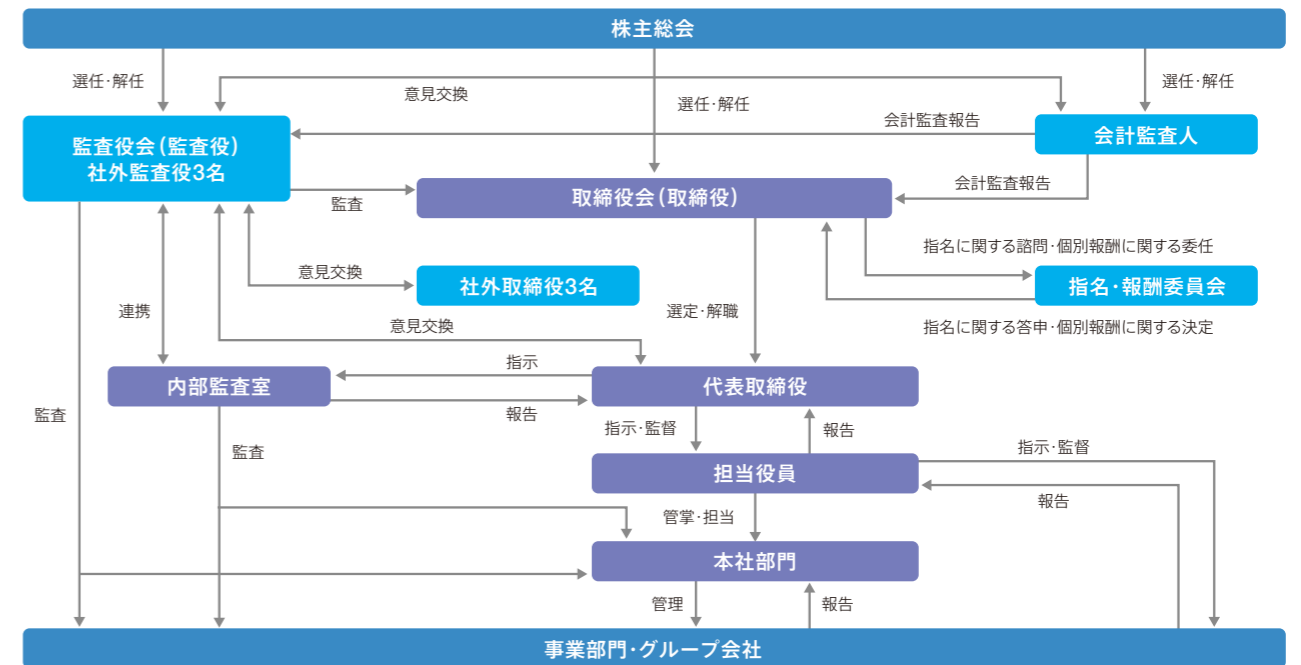 株主総会
選任・解任
意見交換
選任・解任
選任・解任
会計監査報告
監査役会(監査役)
社外監査役3名
会計監査人
監査
取締役会(取締役)
会計監査報告
指名に関する諮問・個別報酬に関する委任
意見交換
社外取締役3名
指名・報酬委員会
連携
選定・解職
意見交換
指名に関する答申・個別報酬に関する決定
指示
内部監査室
代表取締役
報告
監査
指示・監督
報告
監査
指示・監督
担当役員
報告
管掌・担当
本社部門
管理
報告
事業部門・グループ会社